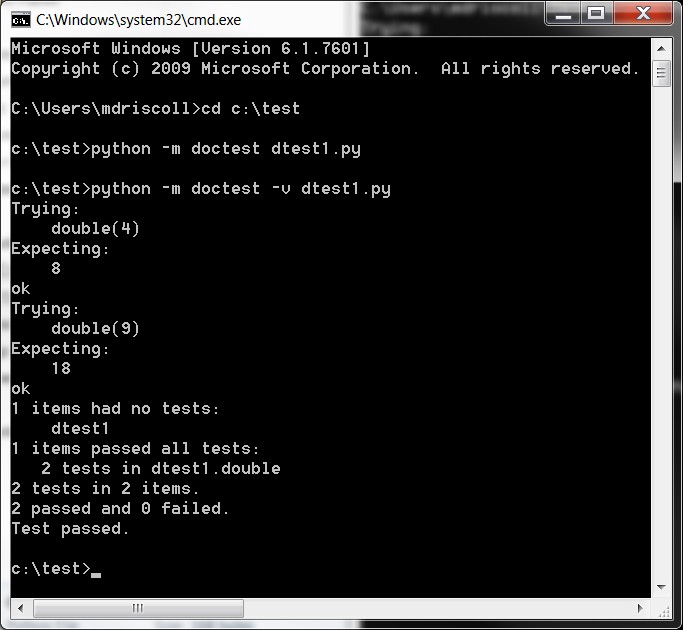 C:\Windows\system32\cmd.exe
Microsoft Windows [Version 6.1.7601]
Copyright (c) 2009 Microsoft Corporation.  All rights reserved.
C:\Users\mdriscoll>cd c:\test
c:\test>python -m doctest dtest1.py
c:\test>python -m doctest -v dtest1.py
Trying:
    double(4)
Expecting:
    8
ok
Trying:
    double(9)
Expecting:
    18
ok
1 items had no tests:
    dtest1
1 items passed all tests:
   2 tests in dtest1.double
2 tests in 2 items.
2 passed and 0 failed.
Test passed.
c:\test>_